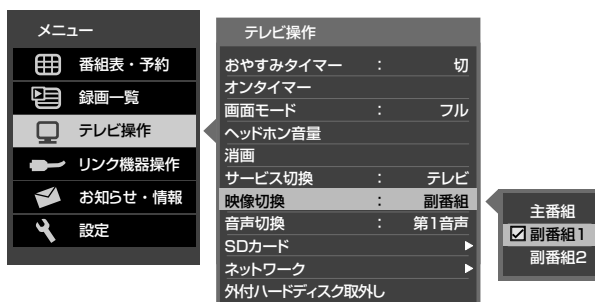 メニュー
番組表・予約
録画一覧
テレビ操作
リンク機器操作
お知らせ・情報
設定
テレビ操作
おやすみタイマー : 切
オンタイマー
画面モード : フル
ヘッドホン音量
消画
サービス切換 : テレビ
映像切換 : 副番組
音声切換 : 第1音声
SDカード
ネットワーク
外付ハードディスク取外し
主番組
副番組1
副番組2